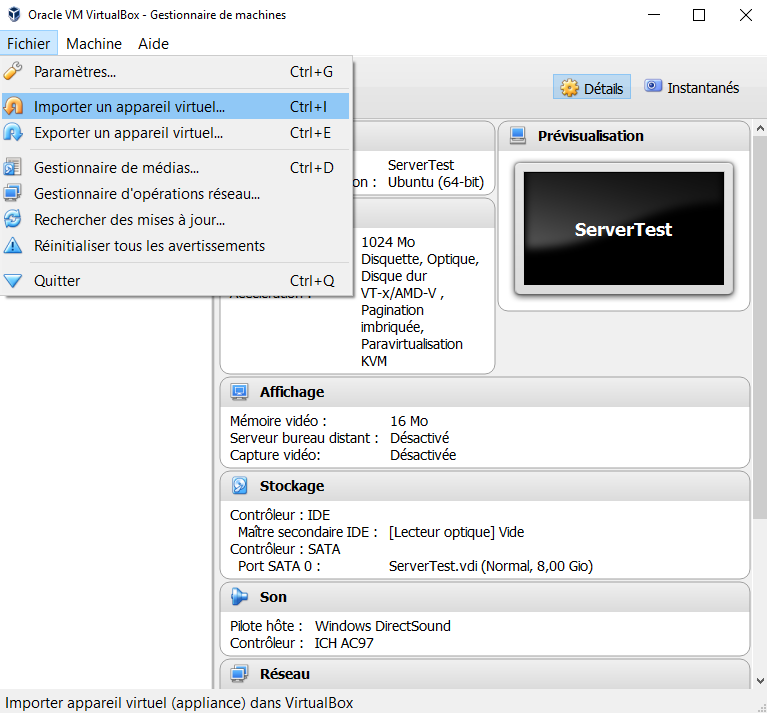 Oracle VM VirtualBox - Gestionnaire de machines
Fichier Machine Aide
Paramètres... Ctrl+G
Importer un appareil virtuel... Ctrl+I
Exporter un appareil virtuel... Ctrl+E
Gestionnaire de médias... Ctrl+D
Gestionnaire d'opérations réseau...
Rechercher des mises à jour...
Réinitialiser tous les avertissements
Quitter Ctrl+Q
Détails Instantanés
ServerTest
on : Ubuntu (64-bit)
1024 Mo
Disquette, Optique,
Disque dur
VT-x/AMD-V ,
Pagination
imbriquée,
Paravirtualisation
KVM
Prévisualisation
ServerTest
Affichage
Mémoire vidéo : 16 Mo
Serveur bureau distant : Désactivé
Capture vidéo: Désactivée
Stockage
Contrôleur : IDE
Maître secondaire IDE : [Lecteur optique] Vide
Contrôleur : SATA
Port SATA 0 : ServerTest.vdi (Normal, 8,00 Gio)
Son
Pilote hôte : Windows DirectSound
Contrôleur : ICH AC97
Réseau
Importer appareil virtuel (appliance) dans VirtualBox